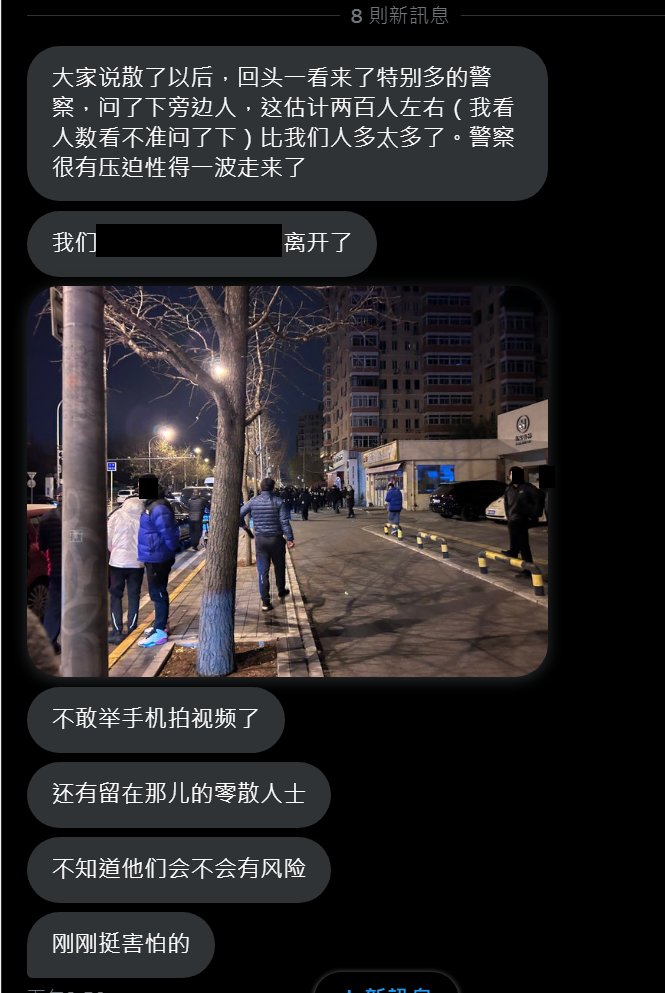 8 則新訊息
大家说散了以后，回头一看来了特别多的警
察，问了下旁边人，这估计两百人左右（我看
人数看不准问了下）比我们人多太多了。警察
很有压迫性得一波走来了
我们
离开了
不敢举手机拍视频了
还有留在那儿的零散人士
不知道他们会不会有风险
刚刚挺害怕的